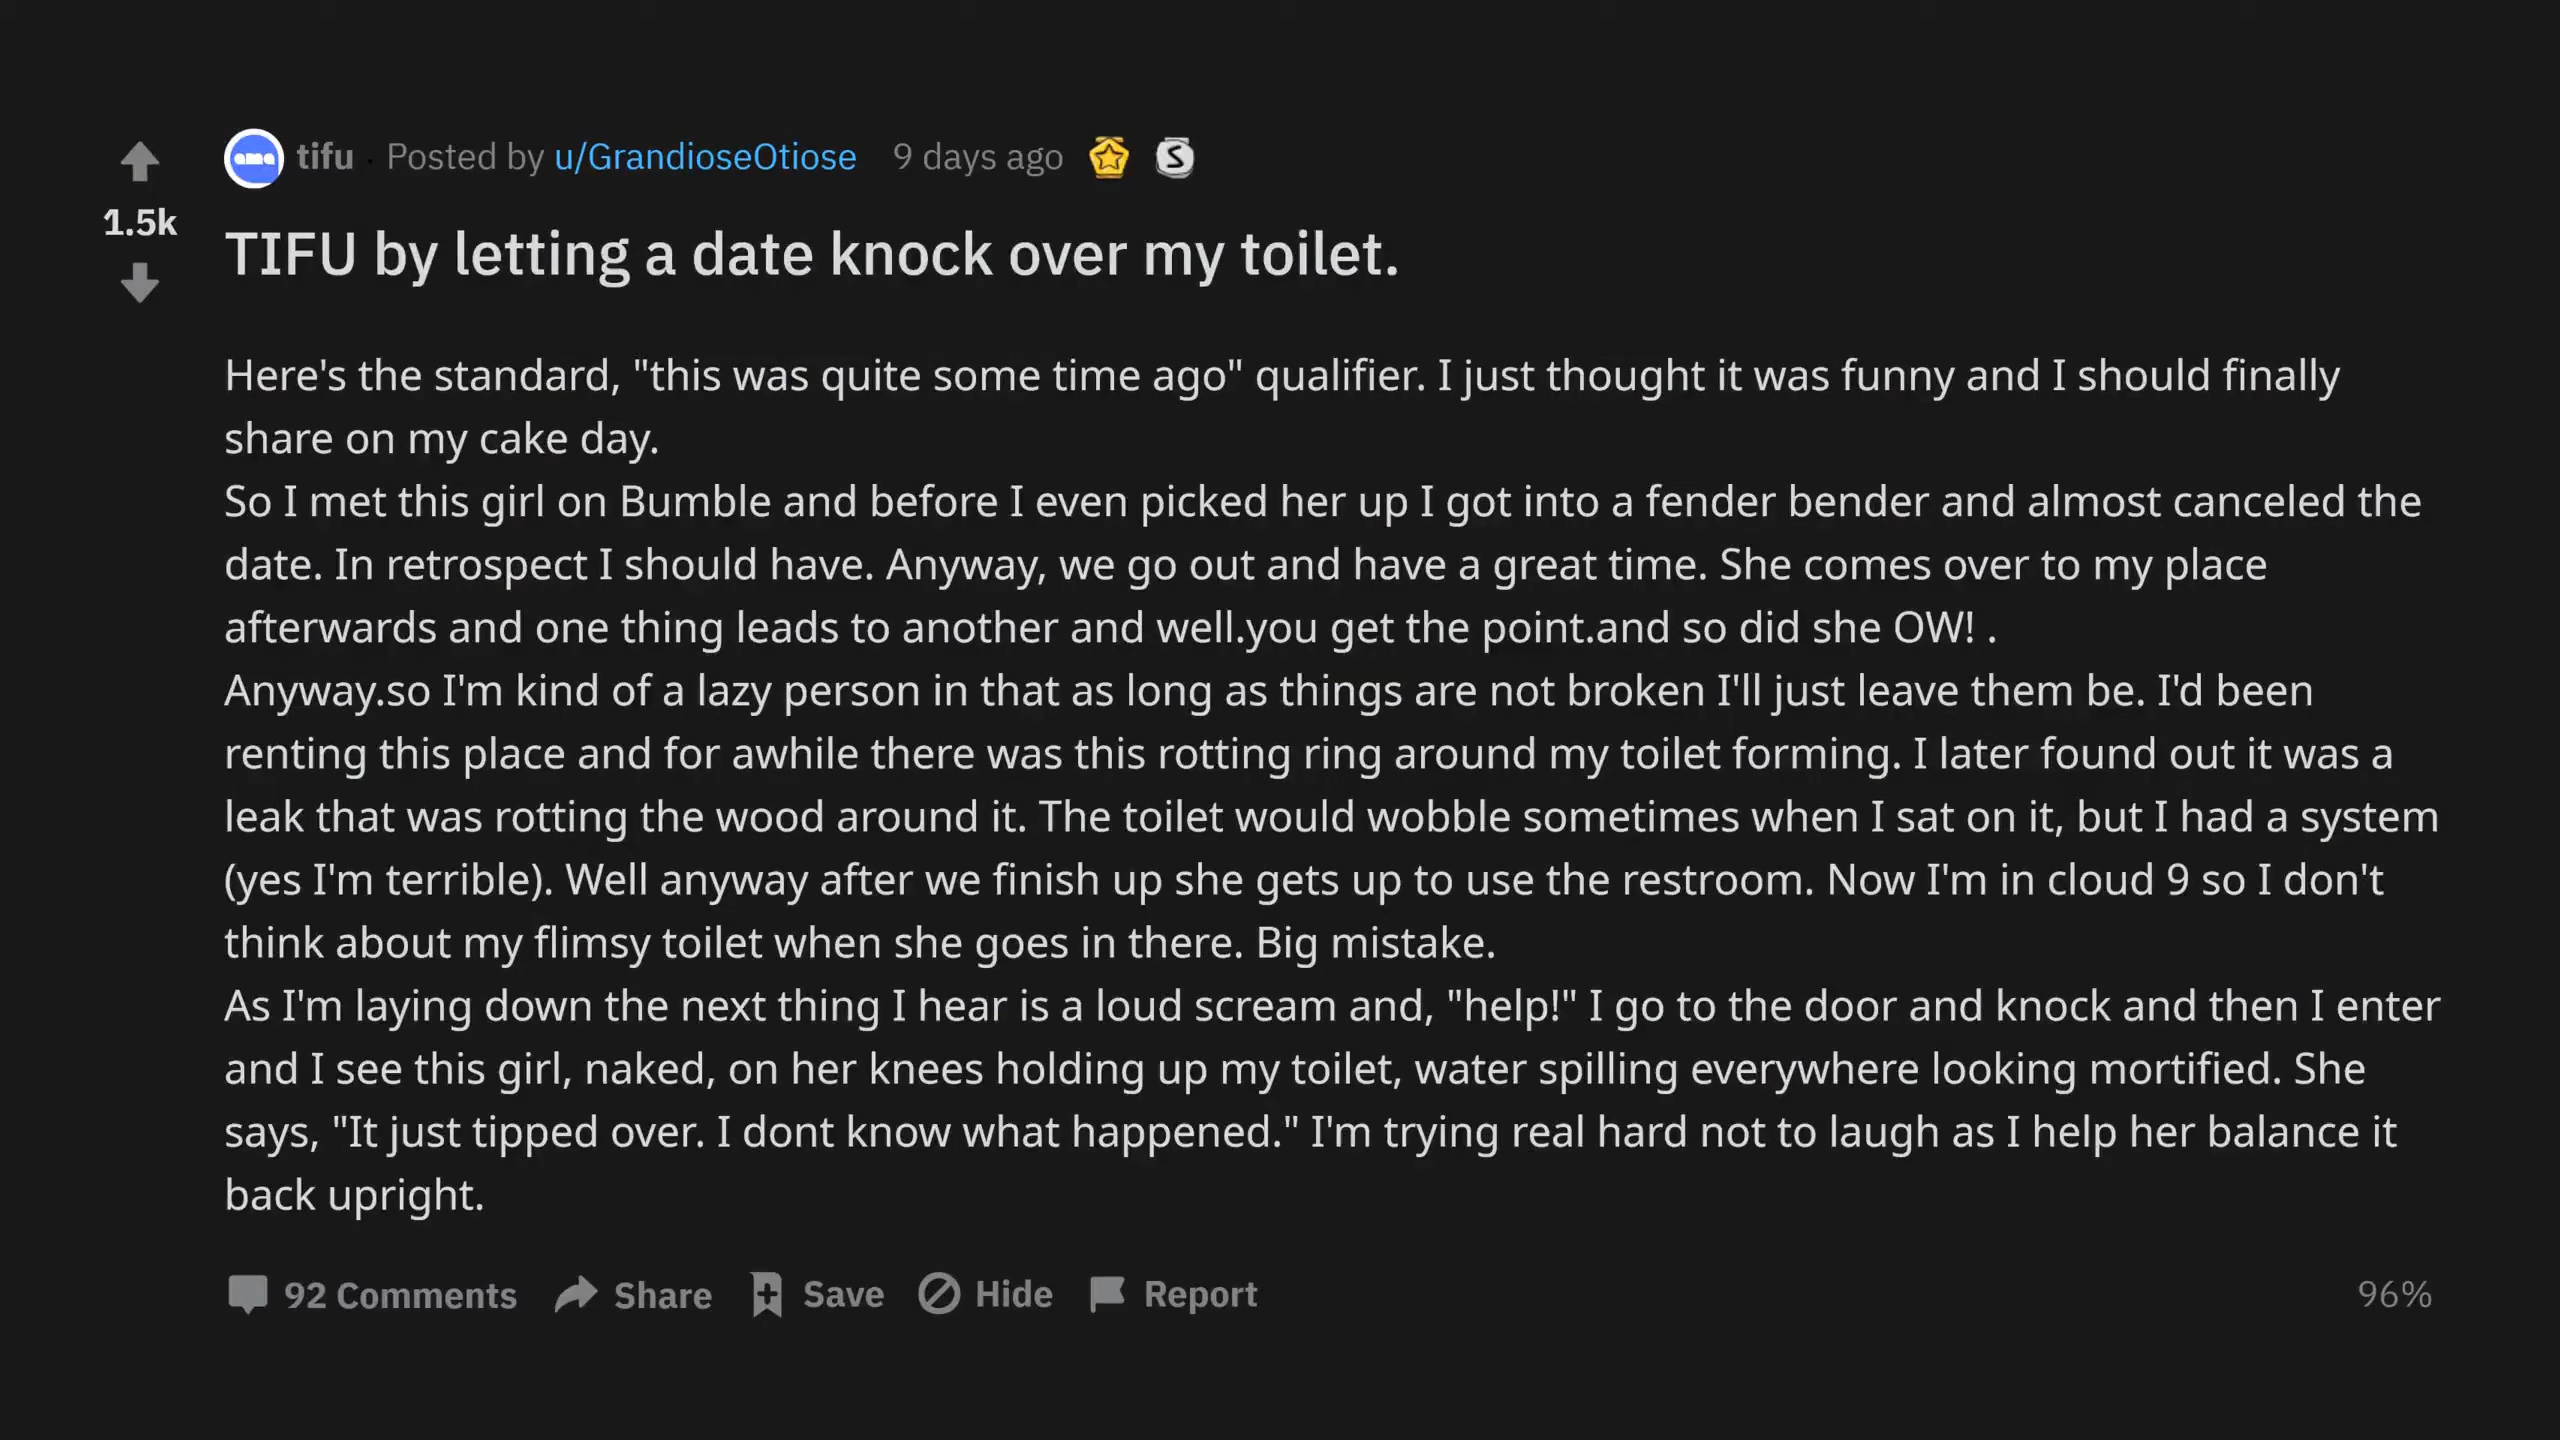 ama tifu · Posted by u/GrandioseOtiose 9 days ago S
1.5k
TIFU by letting a date knock over my toilet.
Here's the standard, "this was quite some time ago" qualifier. I just thought it was funny and I should finally
share on my cake day.
So I met this girl on Bumble and before I even picked her up I got into a fender bender and almost canceled the
date. In retrospect I should have. Anyway, we go out and have a great time. She comes over to my place
afterwards and one thing leads to another and well.you get the point.and so did she OW! .
Anyway.so I'm kind of a lazy person in that as long as things are not broken I'll just leave them be. I'd been
renting this place and for awhile there was this rotting ring around my toilet forming. I later found out it was a
leak that was rotting the wood around it. The toilet would wobble sometimes when I sat on it, but I had a system
(yes I'm terrible). Well anyway after we finish up she gets up to use the restroom. Now I'm in cloud 9 so I don't
think about my flimsy toilet when she goes in there. Big mistake.
As I'm laying down the next thing I hear is a loud scream and, "help!" I go to the door and knock and then I enter
and I see this girl, naked, on her knees holding up my toilet, water spilling everywhere looking mortified. She
says, "It just tipped over. I dont know what happened." I'm trying real hard not to laugh as I help her balance it
back upright.
92 Comments Share Save Hide Report 96%